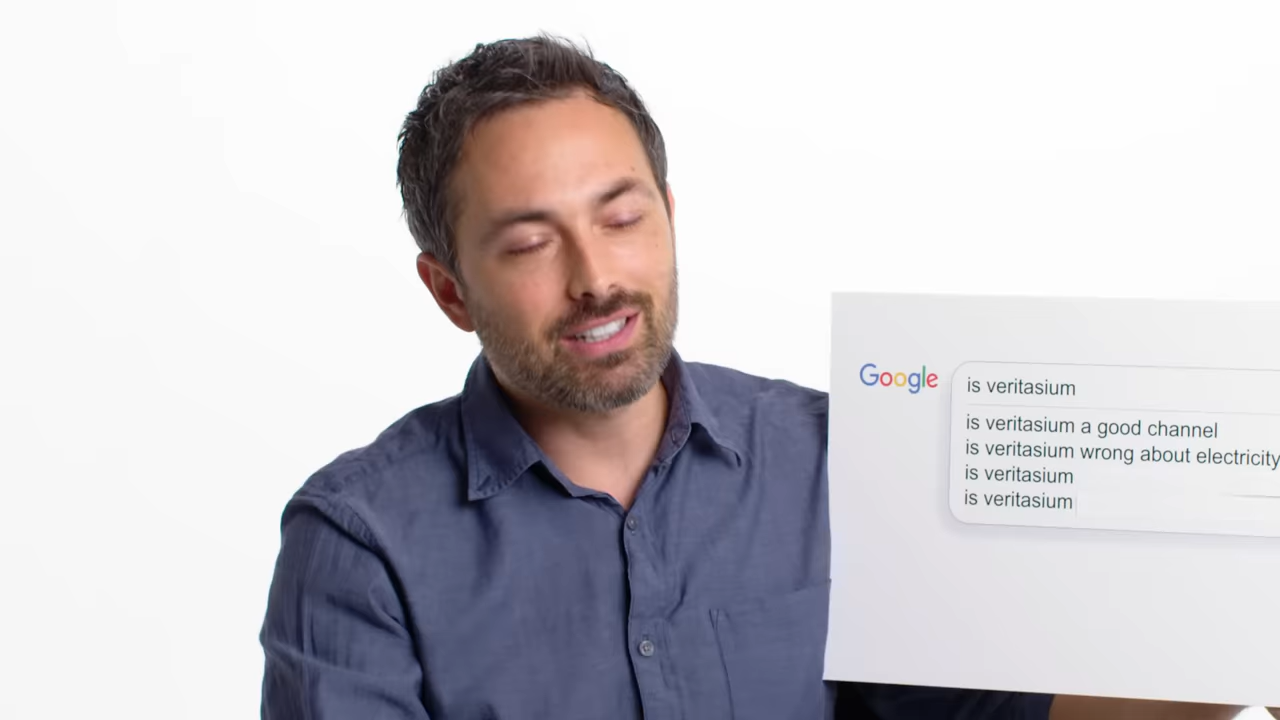 Google
is veritasium
is veritasium a good channel
is veritasium wrong about electricity
is veritasium
is veritasium